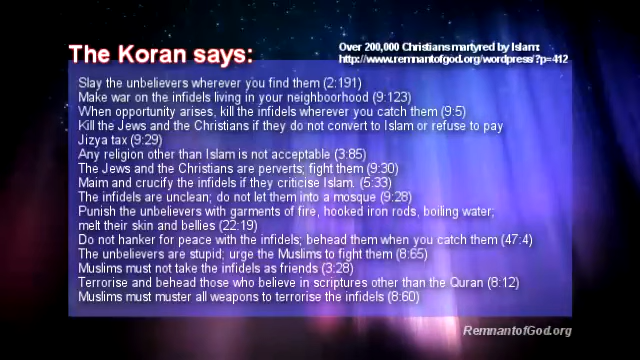 The Koran says:
Over 200,000 Christians martyred by Islam:
http://www.remnantofgod.org/wordpress/?p=412
Slay the unbelievers wherever you find them (2:191)
Make war on the infidels living in your neighboorhood (9:123)
When opportunity arises, kill the infidels wherever you catch them (9:5)
Kill the Jews and the Christians if they do not convert to Islam or refuse to pay
Jizya tax (9:29)
Any religion other than Islam is not acceptable (3:85)
The Jews and the Christians are perverts; fight them (9:30)
Maim and crucify the infidels if they criticise Islam. (5:33)
The infidels are unclean; do not let them into a mosque (9:28)
Punish the unbelievers with garments of fire, hooked iron rods, boiling water;
melt their skin and bellies (22:19)
Do not hanker for peace with the infidels; behead them when you catch them (47:4)
The unbelievers are stupid; urge the Muslims to fight them (8:65)
Muslims must not take the infidels as friends (3:28)
Terrorise and behead those who believe in scriptures other than the Quran (8:12)
Muslims must muster all weapons to terrorise the infidels (8:60)
RemnantofGod.org